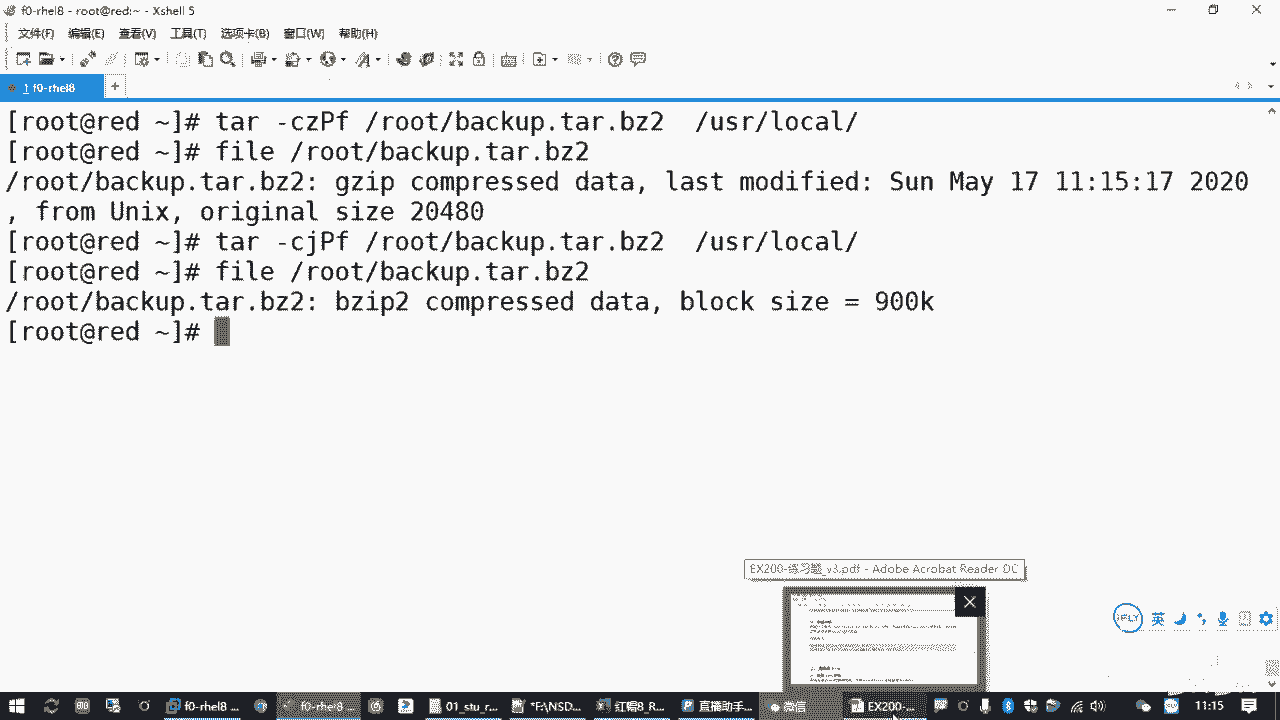 f0-rhel8 - root@red:~ - Xshell 5
文件(F) 编辑(E) 查看(V) 工具(T) 选项卡(B) 窗口(W) 帮助(H)
1 f0-rhel8
[root@red ~]# tar -czPf /root/backup.tar.bz2  /usr/local/
[root@red ~]# file /root/backup.tar.bz2
/root/backup.tar.bz2: gzip compressed data, last modified: Sun May 17 11:15:17 2020
, from Unix, original size 20480
[root@red ~]# tar -cjPf /root/backup.tar.bz2  /usr/local/
[root@red ~]# file /root/backup.tar.bz2
/root/backup.tar.bz2: bzip2 compressed data, block size = 900k
[root@red ~]#
EX200-练习题_v3.pdf - Adobe Acrobat Reader DC
iFLY 英
f0-rhel8 ... f0-rhel8... 01_stu_r... *F:\NSD... 红帽8_R... 直播助手... 微信 EX200-... 11:15